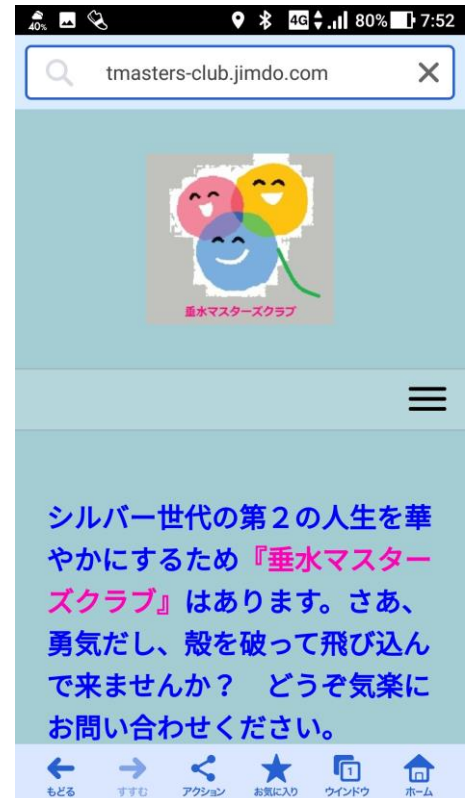 40%
4G
80%
7:52
tmasters-club.jimdo.com
垂水マスターズクラブ
シルバー世代の第２の人生を華
やかにするため『垂水マスター
ズクラブ』はあります。さあ、
勇気だし、殻を破って飛び込ん
で来ませんか？　どうぞ気楽に
お問い合わせください。
1
もどる
すすむ
アクション
お気に入り
ウインドウ
ホーム